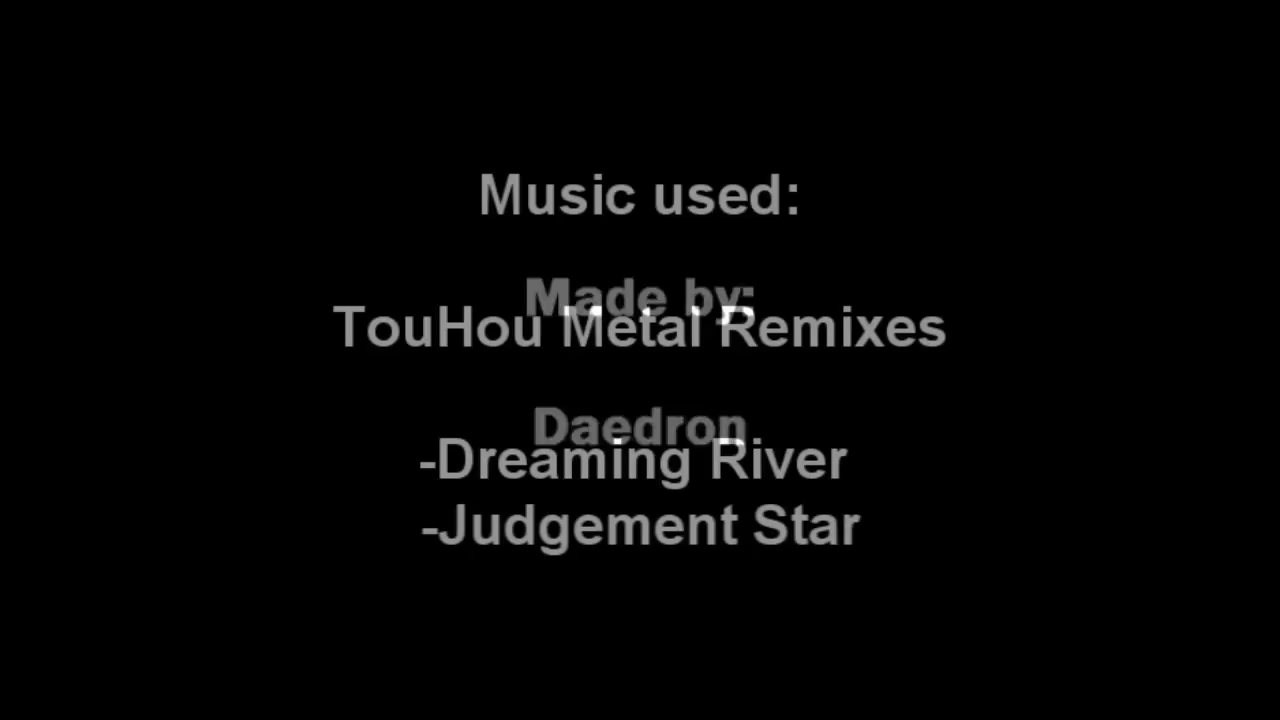 Music used:
Made by:
TouHou Metal Remixes
Daedron
-Dreaming River
-Judgement Star